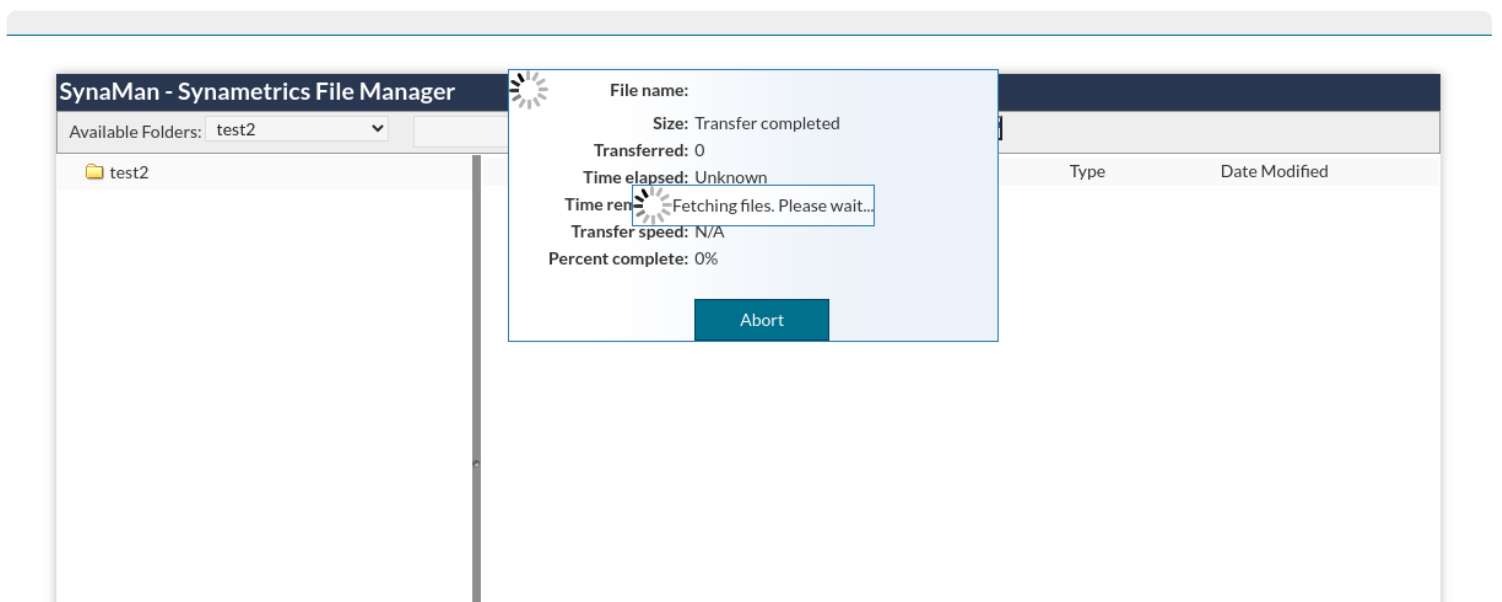 SynaMan - Synametrics File Manager
Available Folders: test2
test2
Type Date Modified
File name:
Size: Transfer completed
Transferred: 0
Time elapsed: Unknown
Time
Fetching files. Please wait...
Transfer speed: N/A
Percent complete: 0%
Abort